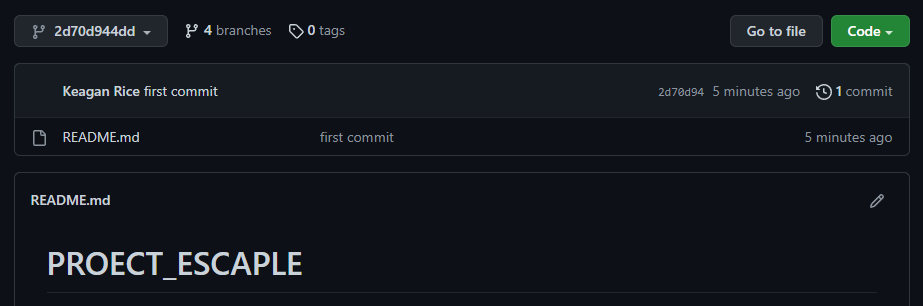 2d70d944dd 4 branches 0 tags Go to file Code
Keagan Rice first commit 2d70d94 5 minutes ago 1 commit
README.md first commit 5 minutes ago
README.md
PROECT_ESCAPLE